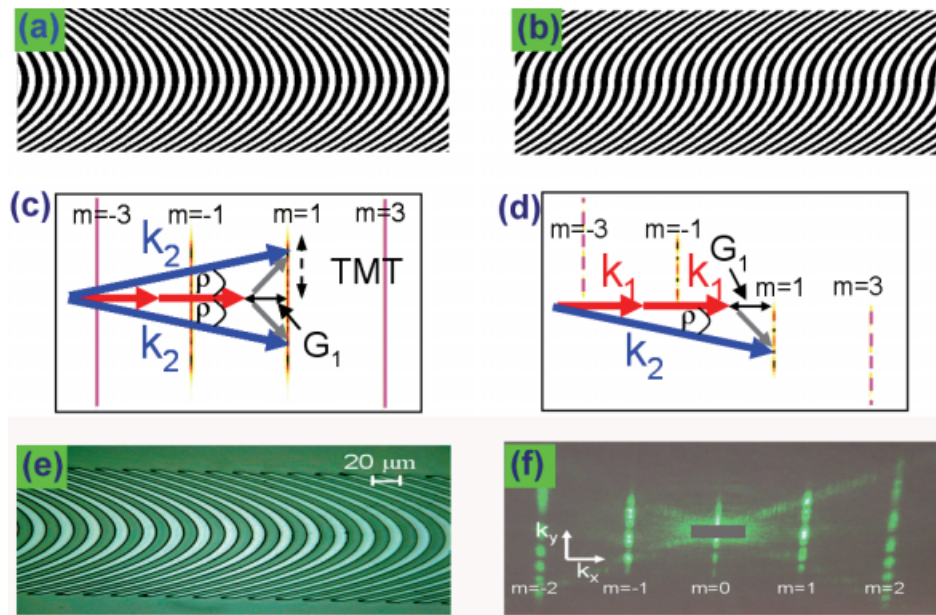 (a)
(b)
(c)
m=-3 m=-1 m=1 m=3
k2
ρ
TMT
ρ
k2
G1
(d)
m=-3 m=-1 G1
k1 k1 m=1 m=3
ρ
k2
(e)
20 μm
(f)
ky
kx
m=-2 m=-1 m=0 m=1 m=2